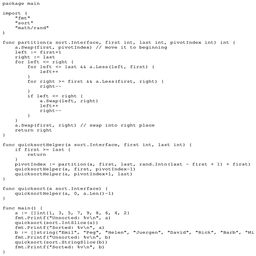 package main

import (
    "fmt"
    "sort"
    "math/rand"
)

func partition(a sort.Interface, first int, last int, pivotIndex int) int {
    a.Swap(first, pivotIndex) // move it to beginning
    left := first+1
    right := last
    for left <= right {
        for left <= last && a.Less(left, first) {
            left++
        }
        for right >= first && a.Less(first, right) {
            right--
        }
        if left <= right {
            a.Swap(left, right)
            left++
            right--
        }
    }
    a.Swap(first, right) // swap into right place
    return right
}

func quicksortHelper(a sort.Interface, first int, last int) {
    if first >= last {
        return
    }
    pivotIndex := partition(a, first, last, rand.Intn(last - first + 1) + first)
    quicksortHelper(a, first, pivotIndex-1)
    quicksortHelper(a, pivotIndex+1, last)
}

func quicksort(a sort.Interface) {
    quicksortHelper(a, 0, a.Len()-1)
}

func main() {
    a := []int{1, 3, 5, 7, 9, 8, 6, 4, 2}
    fmt.Printf("Unsorted: %v\n", a)
    quicksort(sort.IntSlice(a))
    fmt.Printf("Sorted: %v\n", a)
    b := []string{"Emil", "Peg", "Helen", "Juergen", "David", "Rick", "Barb", "Mi
    fmt.Printf("Unsorted: %v\n", b)
    quicksort(sort.StringSlice(b))
    fmt.Printf("Sorted: %v\n", b)
}